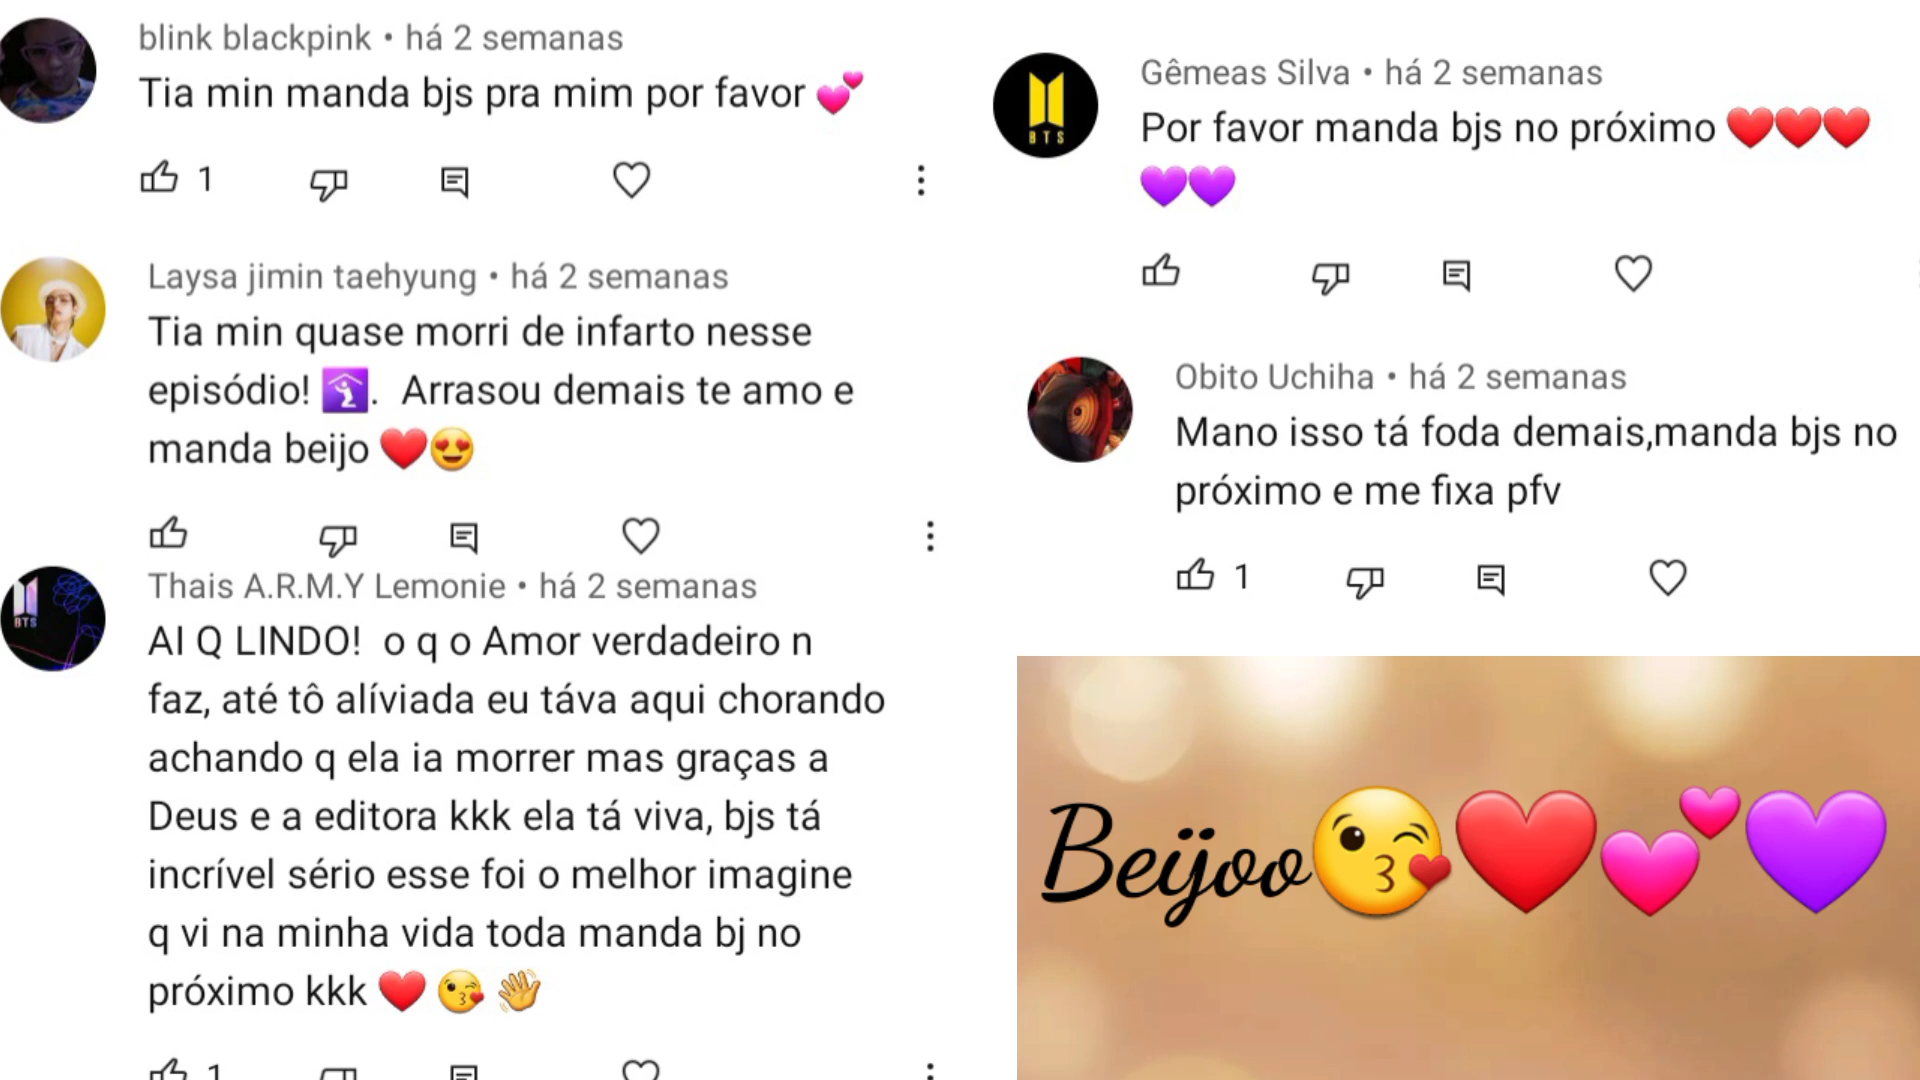 blink blackpink • há 2 semanas
Tia min manda bjs pra mim por favor 💕
1
Laysa jimin taehyung • há 2 semanas
Tia min quase morri de infarto nesse
episódio! 🛐.  Arrasou demais te amo e
manda beijo ❤️😍
BTS
Thais A.R.M.Y Lemonie • há 2 semanas
AI Q LINDO!  o q o Amor verdadeiro n
faz, até tô alíviada eu táva aqui chorando
achando q ela ia morrer mas graças a
Deus e a editora kkk ela tá viva, bjs tá
incrível sério esse foi o melhor imagine
q vi na minha vida toda manda bj no
próximo kkk ❤️ 😘 👋
1
BTS
Gêmeas Silva • há 2 semanas
Por favor manda bjs no próximo ❤️❤️❤️
💜💜
Obito Uchiha • há 2 semanas
Mano isso tá foda demais,manda bjs no
próximo e me fixa pfv
1
Beijoo😘❤️💕💜